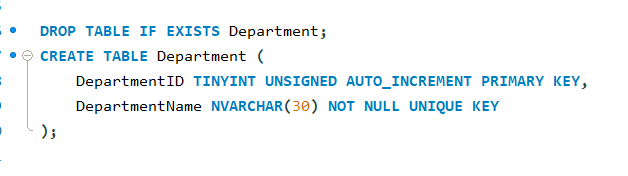 DROP TABLE IF EXISTS Department;
CREATE TABLE Department (
DepartmentID TINYINT UNSIGNED AUTO_INCREMENT PRIMARY KEY,
DepartmentName NVARCHAR(30) NOT NULL UNIQUE KEY
);